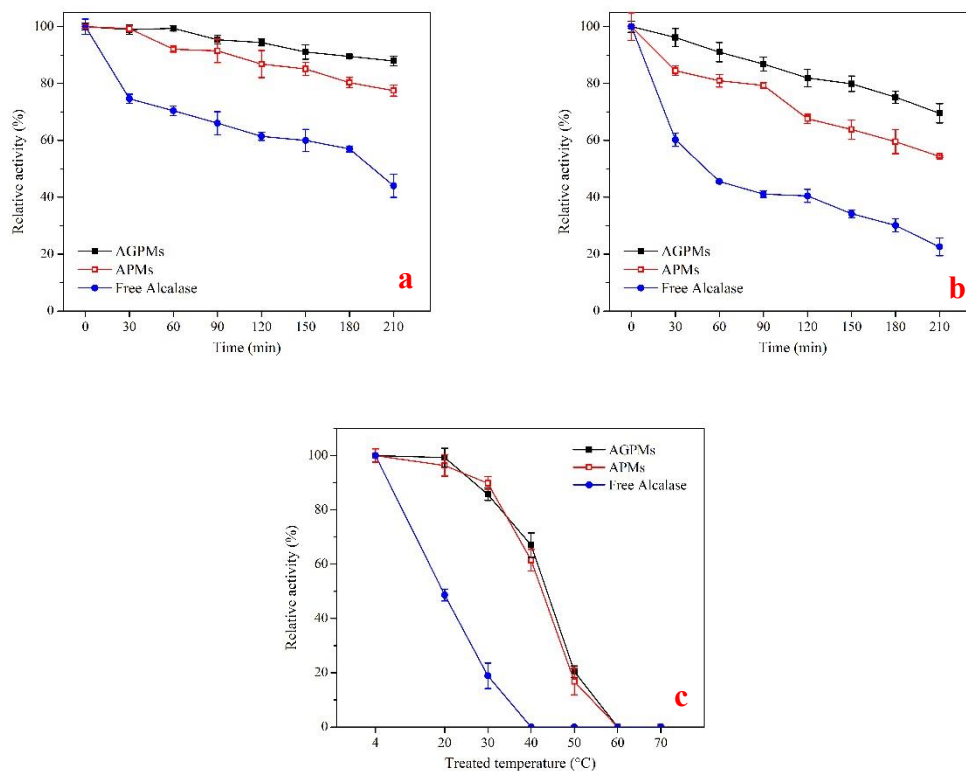 100
80
60
40
20
0
Relative activity (%)
AGPMs
APMs
Free Alcalase
a
0 30 60 90 120 150 180 210
Time (min)
100
80
60
40
20
0
Relative activity (%)
AGPMs
APMs
Free Alcalase
b
0 30 60 90 120 150 180 210
Time (min)
100
80
60
40
20
0
Relative activity (%)
AGPMs
APMs
Free Alcalase
c
4 20 30 40 50 60 70
Treated temperature (°C)